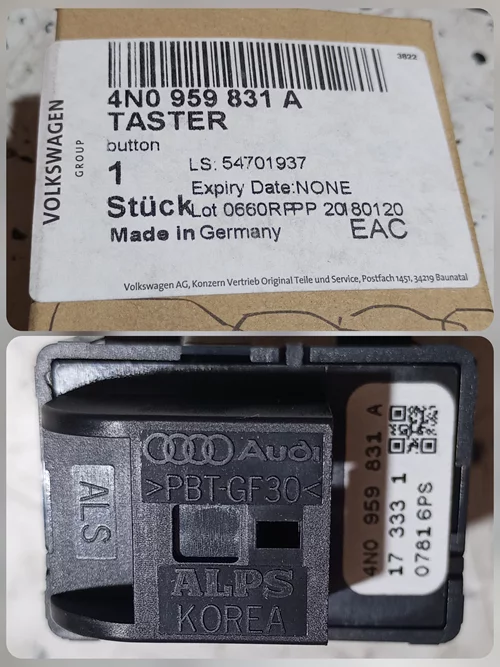 3822
4N0 959 831 A
TASTER
button
1
Stück
LS: 54701937
Expiry Date:NONE
Lot 0660RPPP 20180120
Made in Germany
EAC
VOLKSWAGEN
GROUP
Volkswagen AG, Konzern Vertrieb Original Teile und Service, Postfach 1451, 34219 Baunatal
Audi
>PBT-GF30<
ALS
ALPS
KOREA
4N0 959 831 A
17 333 1
07816PS